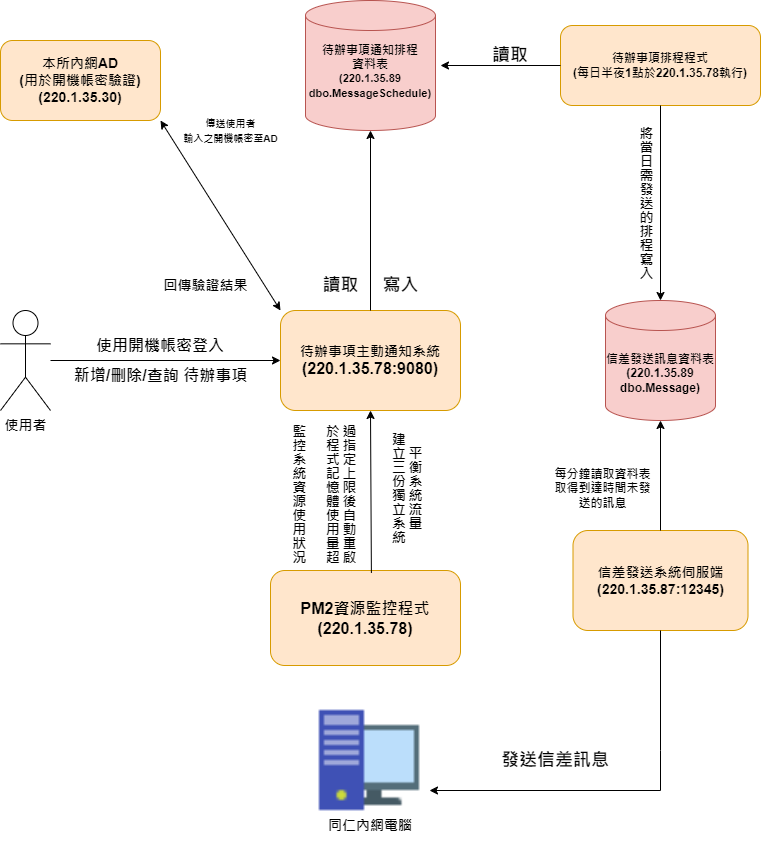 本所內網AD
(用於開機帳密驗證)
(220.1.35.30)
待辦事項通知排程
資料表
(220.1.35.89
dbo.MessageSchedule)
讀取
待辦事項排程程式
(每日半夜1點於220.1.35.78執行)
傳送使用者
輸入之開機帳密至AD
將當日需發送的排程寫入
回傳驗證結果
讀取
寫入
使用開機帳密登入
新增/刪除/查詢 待辦事項
使用者
待辦事項主動通知系統
(220.1.35.78:9080)
信差發送訊息資料表
(220.1.35.89
dbo.Message)
監控系統資源使用狀況
過指定上限後自動重啟
於程式記憶體使用量超
平衡系統流量
建立三份獨立系統
每分鐘讀取資料表
取得到達時間未發
送的訊息
PM2資源監控程式
(220.1.35.78)
信差發送系統伺服端
(220.1.35.87:12345)
發送信差訊息
同仁內網電腦